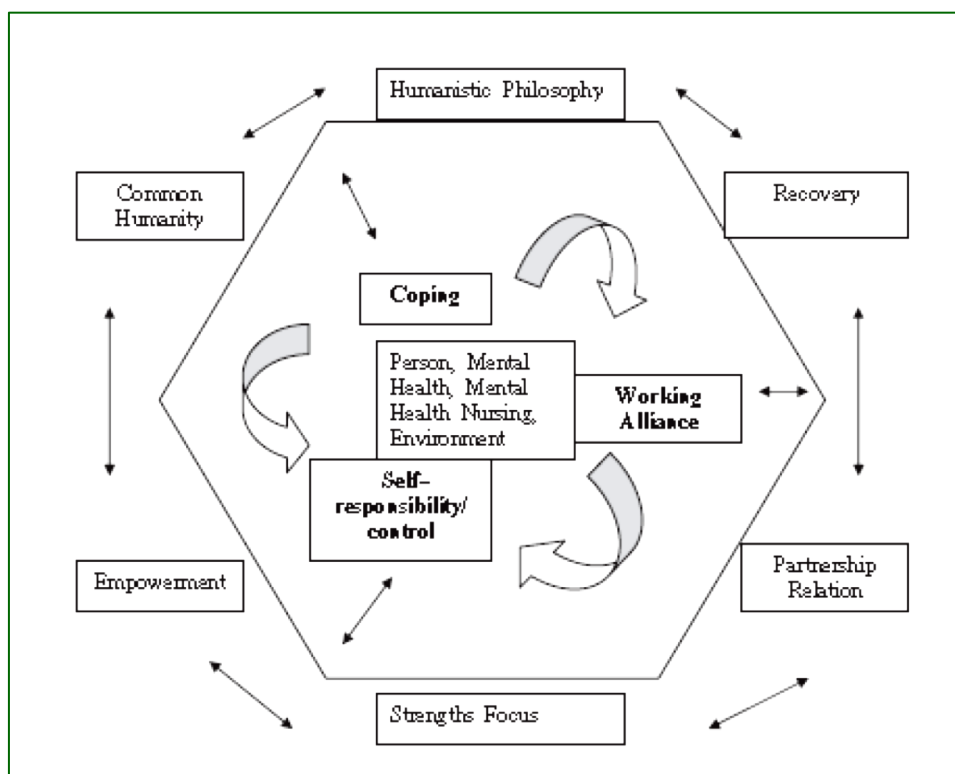 Humanistic Philosophy
Common
Humanity
Recovery
Coping
Person, Mental
Health, Mental
Health Nursing,
Environment
Working
Alliance
Self-
responsibility/
control
Empowerment
Partnership
Relation
Strengths Focus